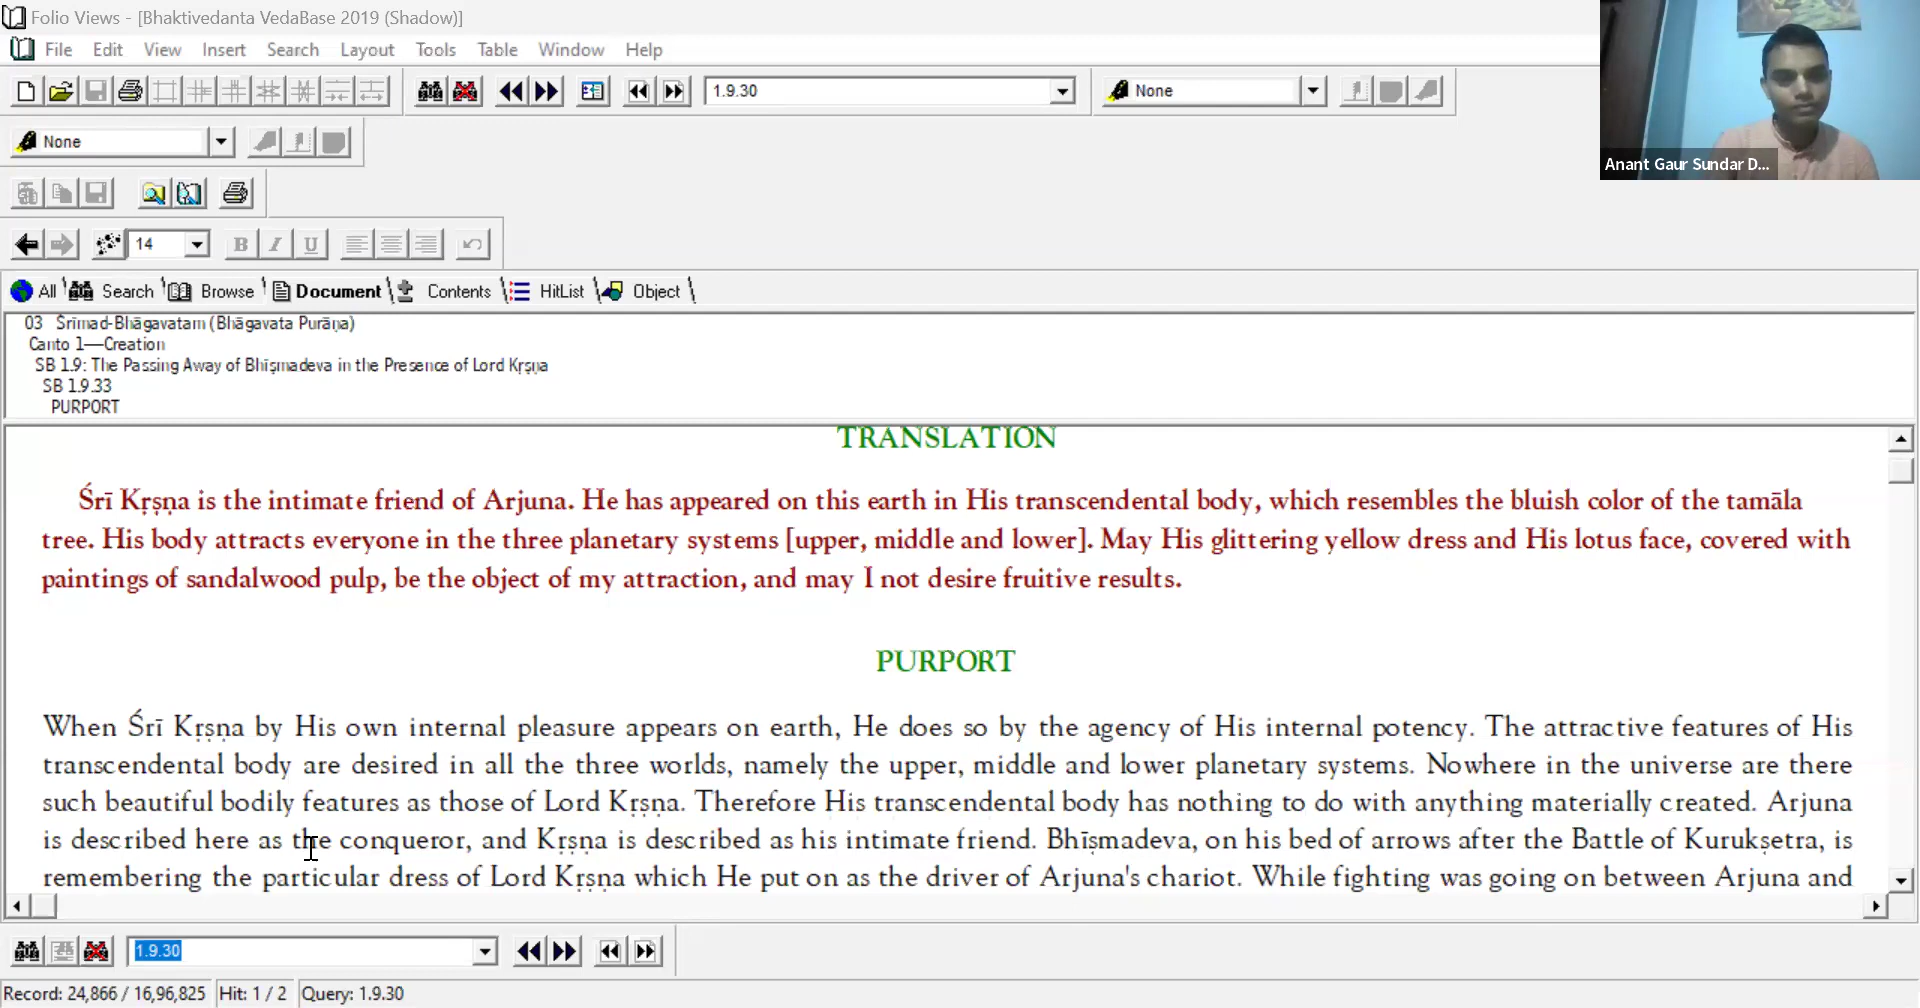 Folio Views - [Bhaktivedanta VedaBase 2019 (Shadow)]
File Edit View Insert Search Layout Tools Table Window Help
1.9.30 None
None
Anant Gaur Sundar D...
14 B I U
All Search Browse Document Contents HitList Object
03 Śrīmad-Bhāgavatam (Bhāgavata Purāṇa)
Canto 1—Creation
SB 1.9: The Passing Away of Bhīṣmadeva in the Presence of Lord Kṛṣṇa
SB 1.9.33
PURPORT
TRANSLATION
Śrī Kṛṣṇa is the intimate friend of Arjuna. He has appeared on this earth in His transcendental body, which resembles the bluish color of the tamāla
tree. His body attracts everyone in the three planetary systems [upper, middle and lower]. May His glittering yellow dress and His lotus face, covered with
paintings of sandalwood pulp, be the object of my attraction, and may I not desire fruitive results.
PURPORT
When Śrī Kṛṣṇa by His own internal pleasure appears on earth, He does so by the agency of His internal potency. The attractive features of His
transcendental body are desired in all the three worlds, namely the upper, middle and lower planetary systems. Nowhere in the universe are there
such beautiful bodily features as those of Lord Kṛṣṇa. Therefore His transcendental body has nothing to do with anything materially created. Arjuna
is described here as the conqueror, and Kṛṣṇa is described as his intimate friend. Bhīṣmadeva, on his bed of arrows after the Battle of Kurukṣetra, is
remembering the particular dress of Lord Kṛṣṇa which He put on as the driver of Arjuna's chariot. While fighting was going on between Arjuna and
1.9.30
Record: 24,866 / 16,96,825 Hit: 1 / 2 Query: 1.9.30